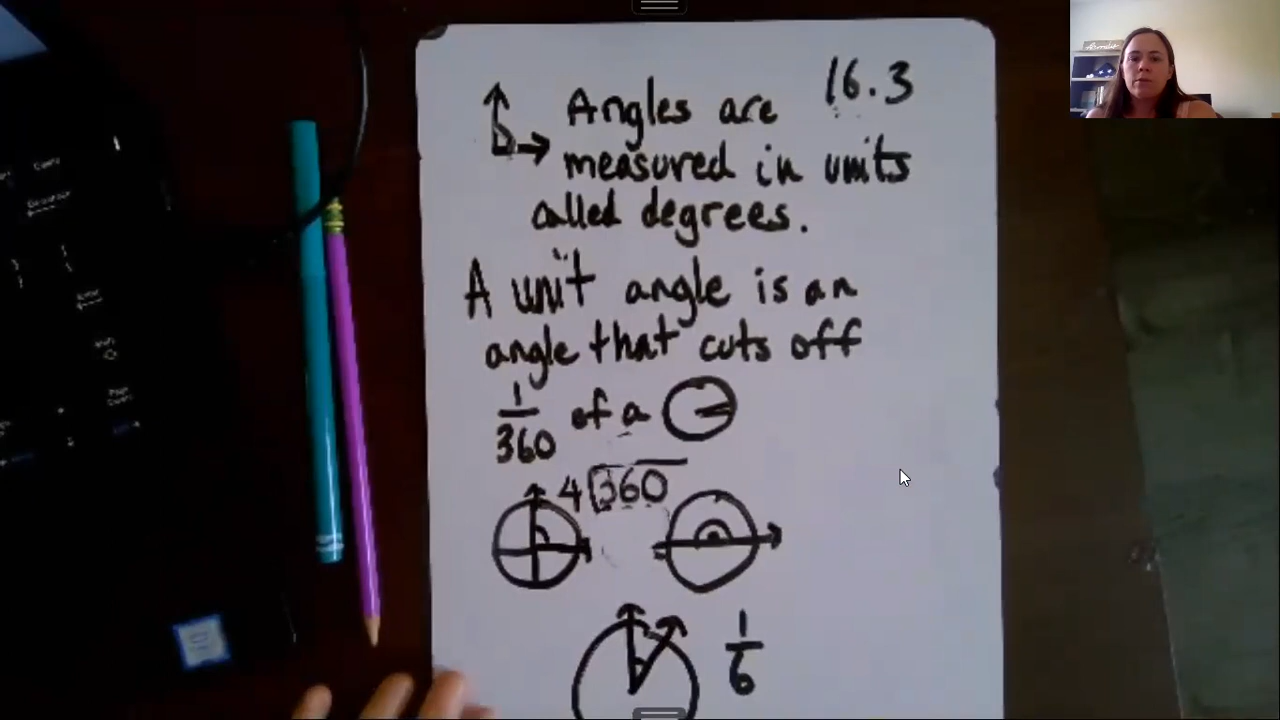 16.3
Angles are
measured in units
called degrees.
A unit angle is an
angle that cuts off
1/360 of a
4 360
1/6